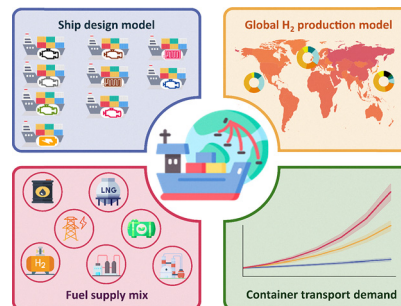 Ship design model
Global H₂ production model
LNG
H₂
Fuel supply mix
Container transport demand